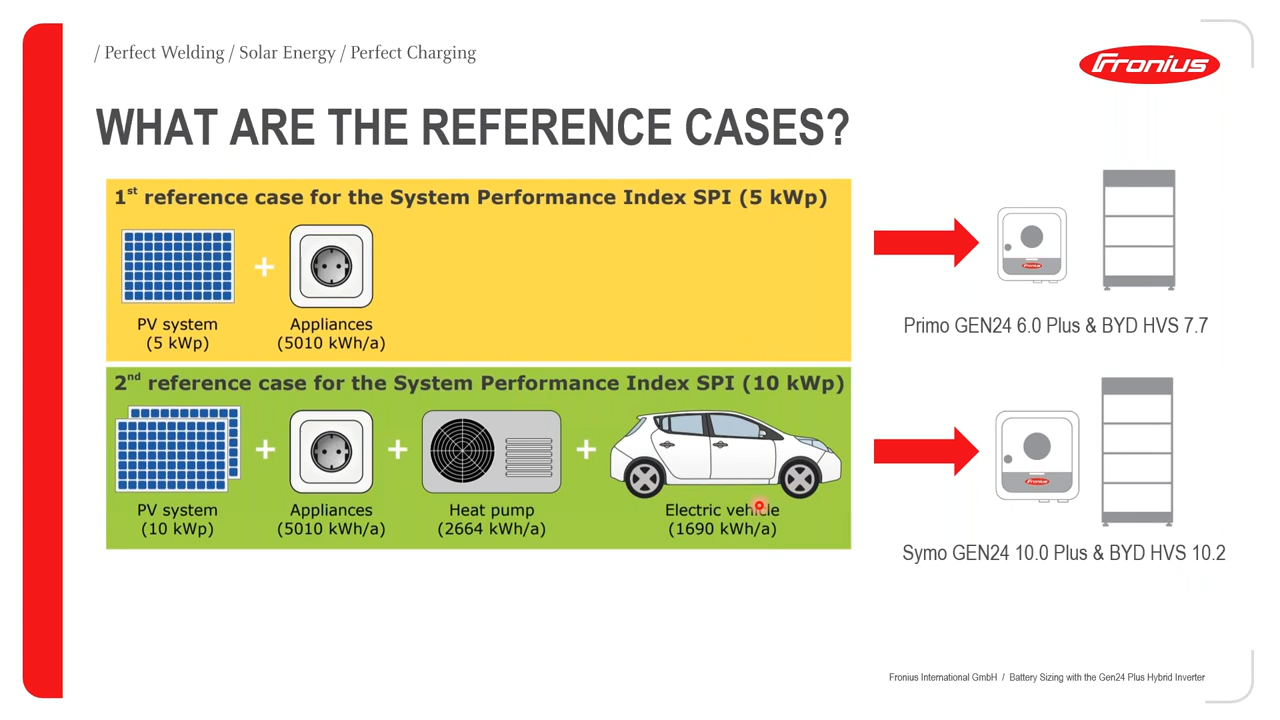 / Perfect Welding / Solar Energy / Perfect Charging
Fronius
WHAT ARE THE REFERENCE CASES?
1st reference case for the System Performance Index SPI (5 kWp)
+
PV system
(5 kWp)
Appliances
(5010 kWh/a)
Fronius
Primo GEN24 6.0 Plus & BYD HVS 7.7
2nd reference case for the System Performance Index SPI (10 kWp)
+ + +
PV system
(10 kWp)
Appliances
(5010 kWh/a)
Heat pump
(2664 kWh/a)
Electric vehicle
(1690 kWh/a)
Fronius
Symo GEN24 10.0 Plus & BYD HVS 10.2
Fronius International GmbH / Battery Sizing with the Gen24 Plus Hybrid Inverter